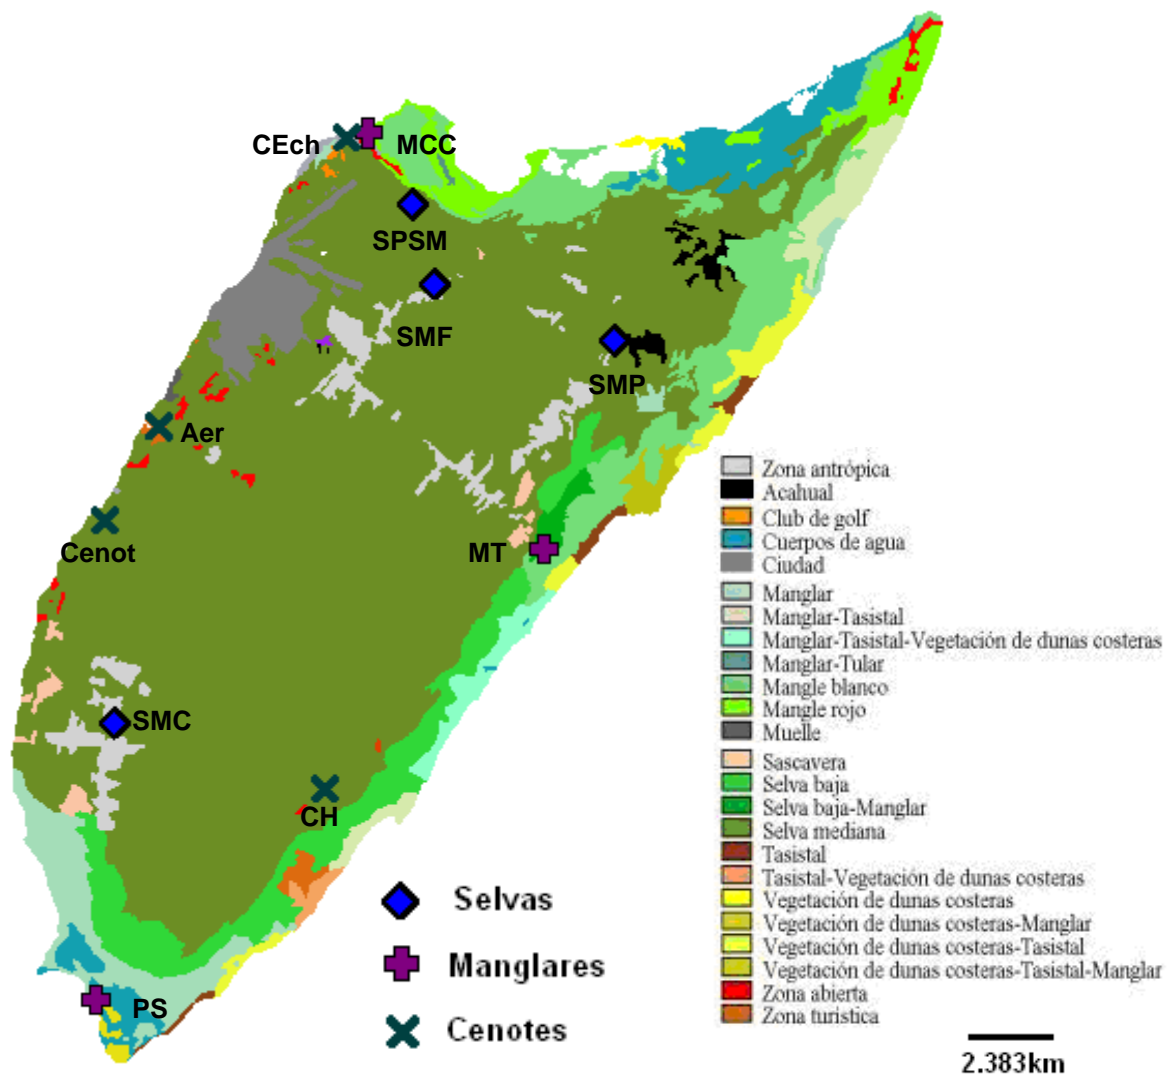 CEch
MCC
SPSM
SMF
SMP
Aer
Cenot
MT
SMC
CH
PS
Selvas
Manglares
Cenotes
Zona antrópica
Acahual
Club de golf
Cuerpos de agua
Ciudad
Manglar
Manglar-Tasistal
Manglar-Tasistal-Vegetación de dunas costeras
Manglar-Tular
Mangle blanco
Mangle rojo
Muelle
Sascavera
Selva baja
Selva baja-Manglar
Selva mediana
Tasistal
Tasistal-Vegetación de dunas costeras
Vegetación de dunas costeras
Vegetación de dunas costeras-Manglar
Vegetación de dunas costeras-Tasistal
Vegetación de dunas costeras-Tasistal-Manglar
Zona abierta
Zona turistica
2.383km